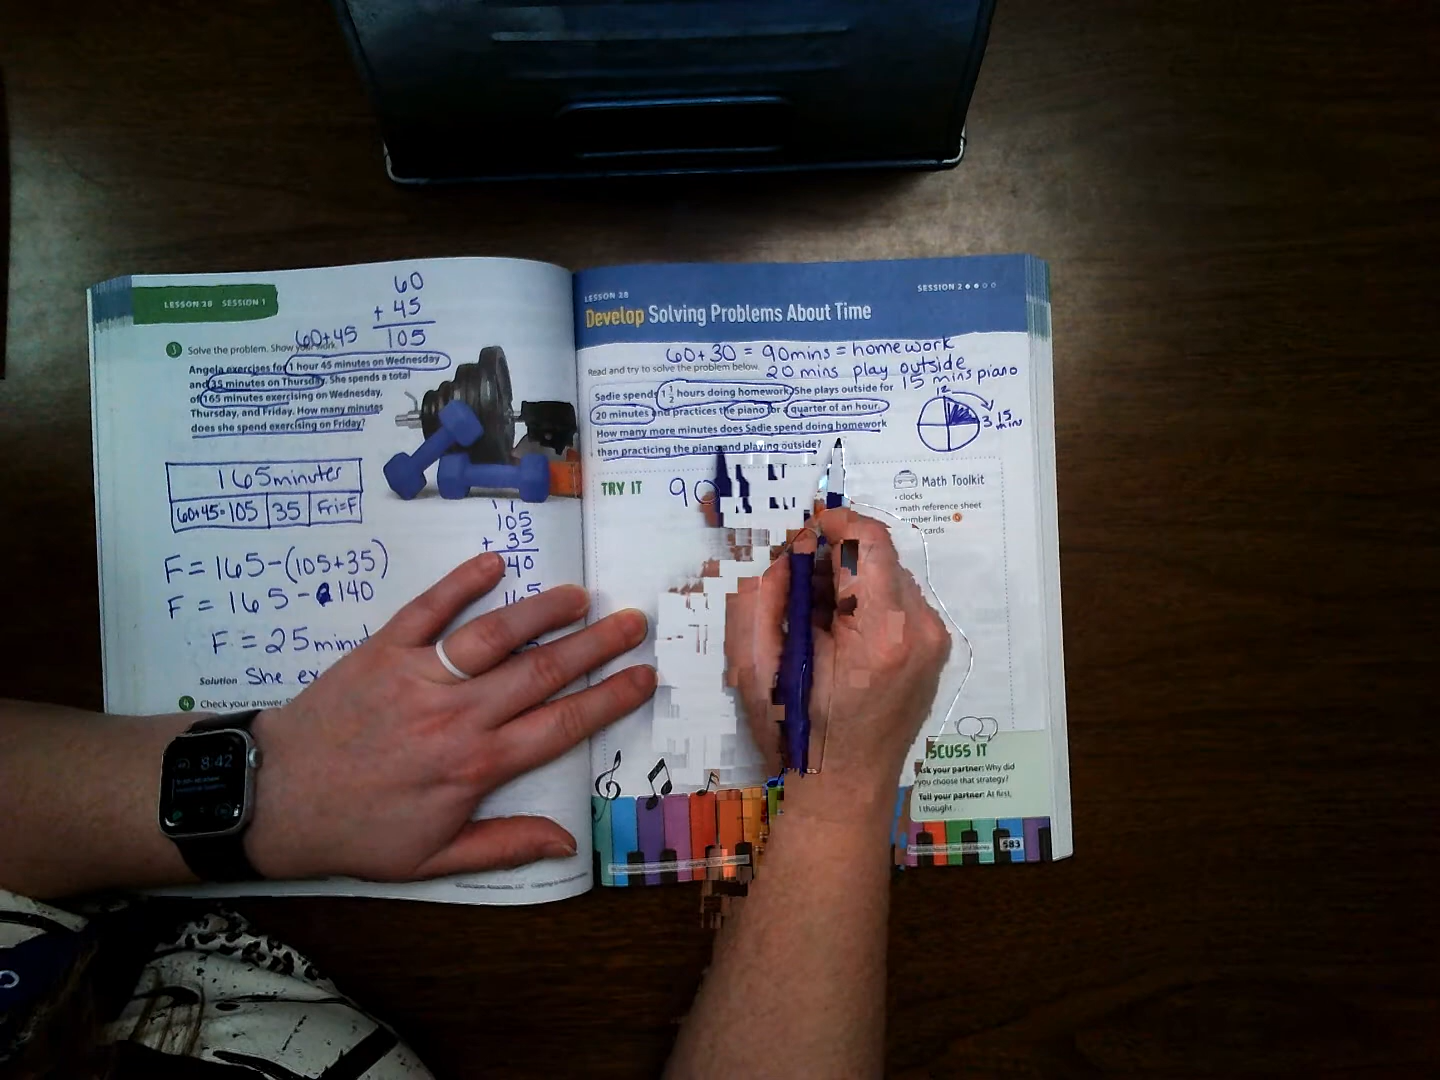 LESSON 28 SESSION 1
60
+ 45
105
60+45
3 Solve the problem. Show your work.
Angela exercises for 1 hour 45 minutes on Wednesday
and 35 minutes on Thursday. She spends a total
of 165 minutes exercising on Wednesday,
Thursday, and Friday. How many minutes
does she spend exercising on Friday?
165 minutes
60+45=105 35 Fri=F
1 1
105
+ 35
140
165
F = 165-(105+35)
F = 165-140
F = 25
Solution She
4 Check your answer.
8:42
LESSON 28
SESSION 2
Develop Solving Problems About Time
60+30 = 90mins = homework
Read and try to solve the problem below.
20 mins play outside
15 mins piano
Sadie spends 1 1/2 hours doing homework. She plays outside for
20 minutes and practices the piano for a quarter of an hour.
How many more minutes does Sadie spend doing homework
than practicing the piano and playing outside?
12
3 15
mins
TRY IT
90
Math Toolkit
• clocks
• math reference sheet
number lines
cards
DISCUSS IT
Ask your partner: Why did
you choose that strategy?
Tell your partner: At first,
I thought . . .
583